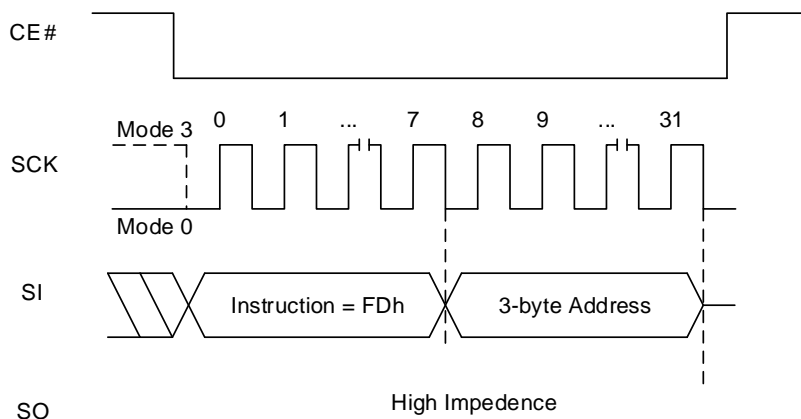 CE#
0 1 ... 7 8 9 ... 31
Mode 3
SCK
Mode 0
SI
Instruction = FDh
3-byte Address
High Impedence
SO